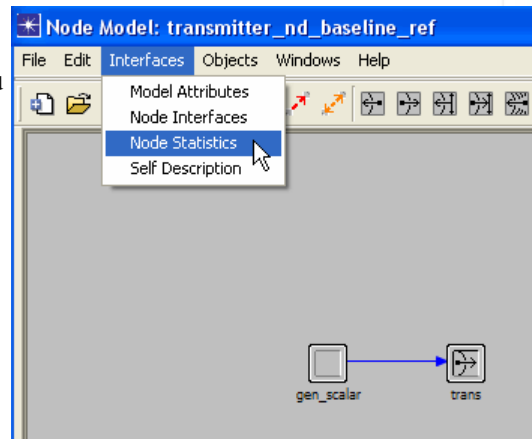 Node Model: transmitter_nd_baseline_ref
File Edit Interfaces Objects Windows Help
Model Attributes
Node Interfaces
Node Statistics
Self Description
gen_scalar
trans